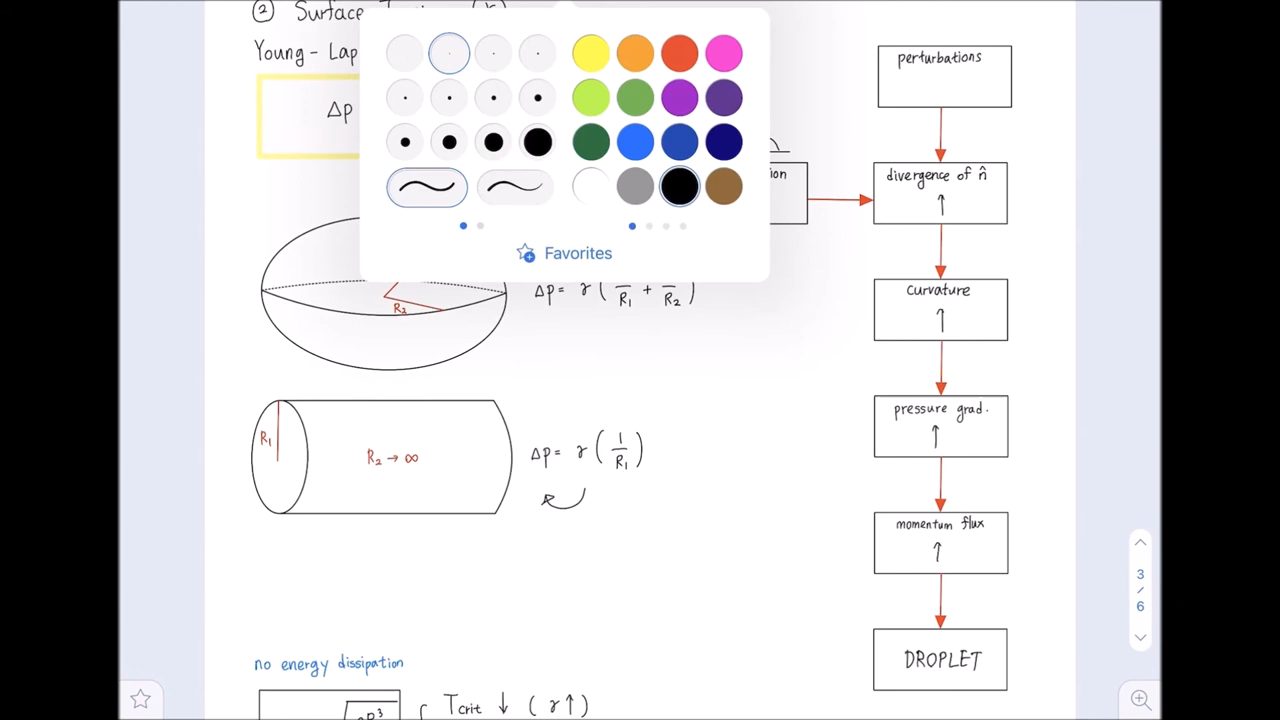 ② Surface
Young - Lap
Δp
Favorites
R₂
Δp = γ ( 1/R₁ + 1/R₂ )
R₁
R₂ → ∞
Δp = γ ( 1/R₁ )
no energy dissipation
Tcrit ↓ ( γ↑ )
perturbations
ion
divergence of n̂
↑
curvature
↑
pressure grad.
↑
momentum flux
↑
DROPLET
3
/
6